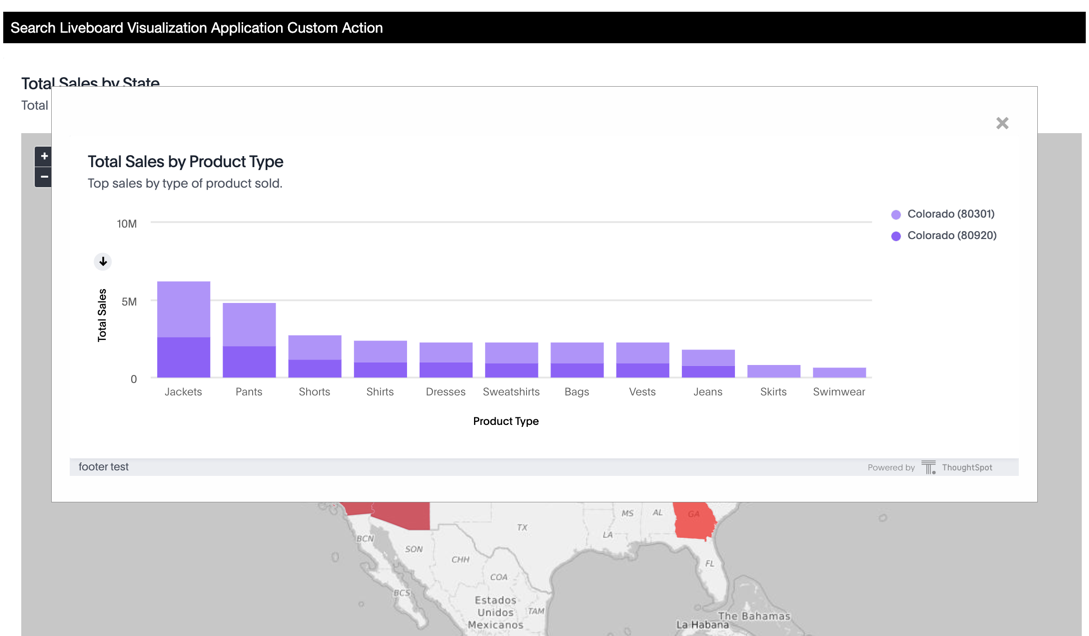 Search Liveboard Visualization Application Custom Action
Total Sales by State
Total
+
−
×
Total Sales by Product Type
Top sales by type of product sold.
Colorado (80301)
Colorado (80920)
10M
5M
0
Total Sales
Jackets Pants Shorts Shirts Dresses Sweatshirts Bags Vests Jeans Skirts Swimwear
Product Type
footer test
Powered by ThoughtSpot
GA
MS AL
TX
LA
BCN
SON
CHH
FL
COA
BCS
Estados
Unidos
Mexicanos
TAM
The Bahamas
La Habana